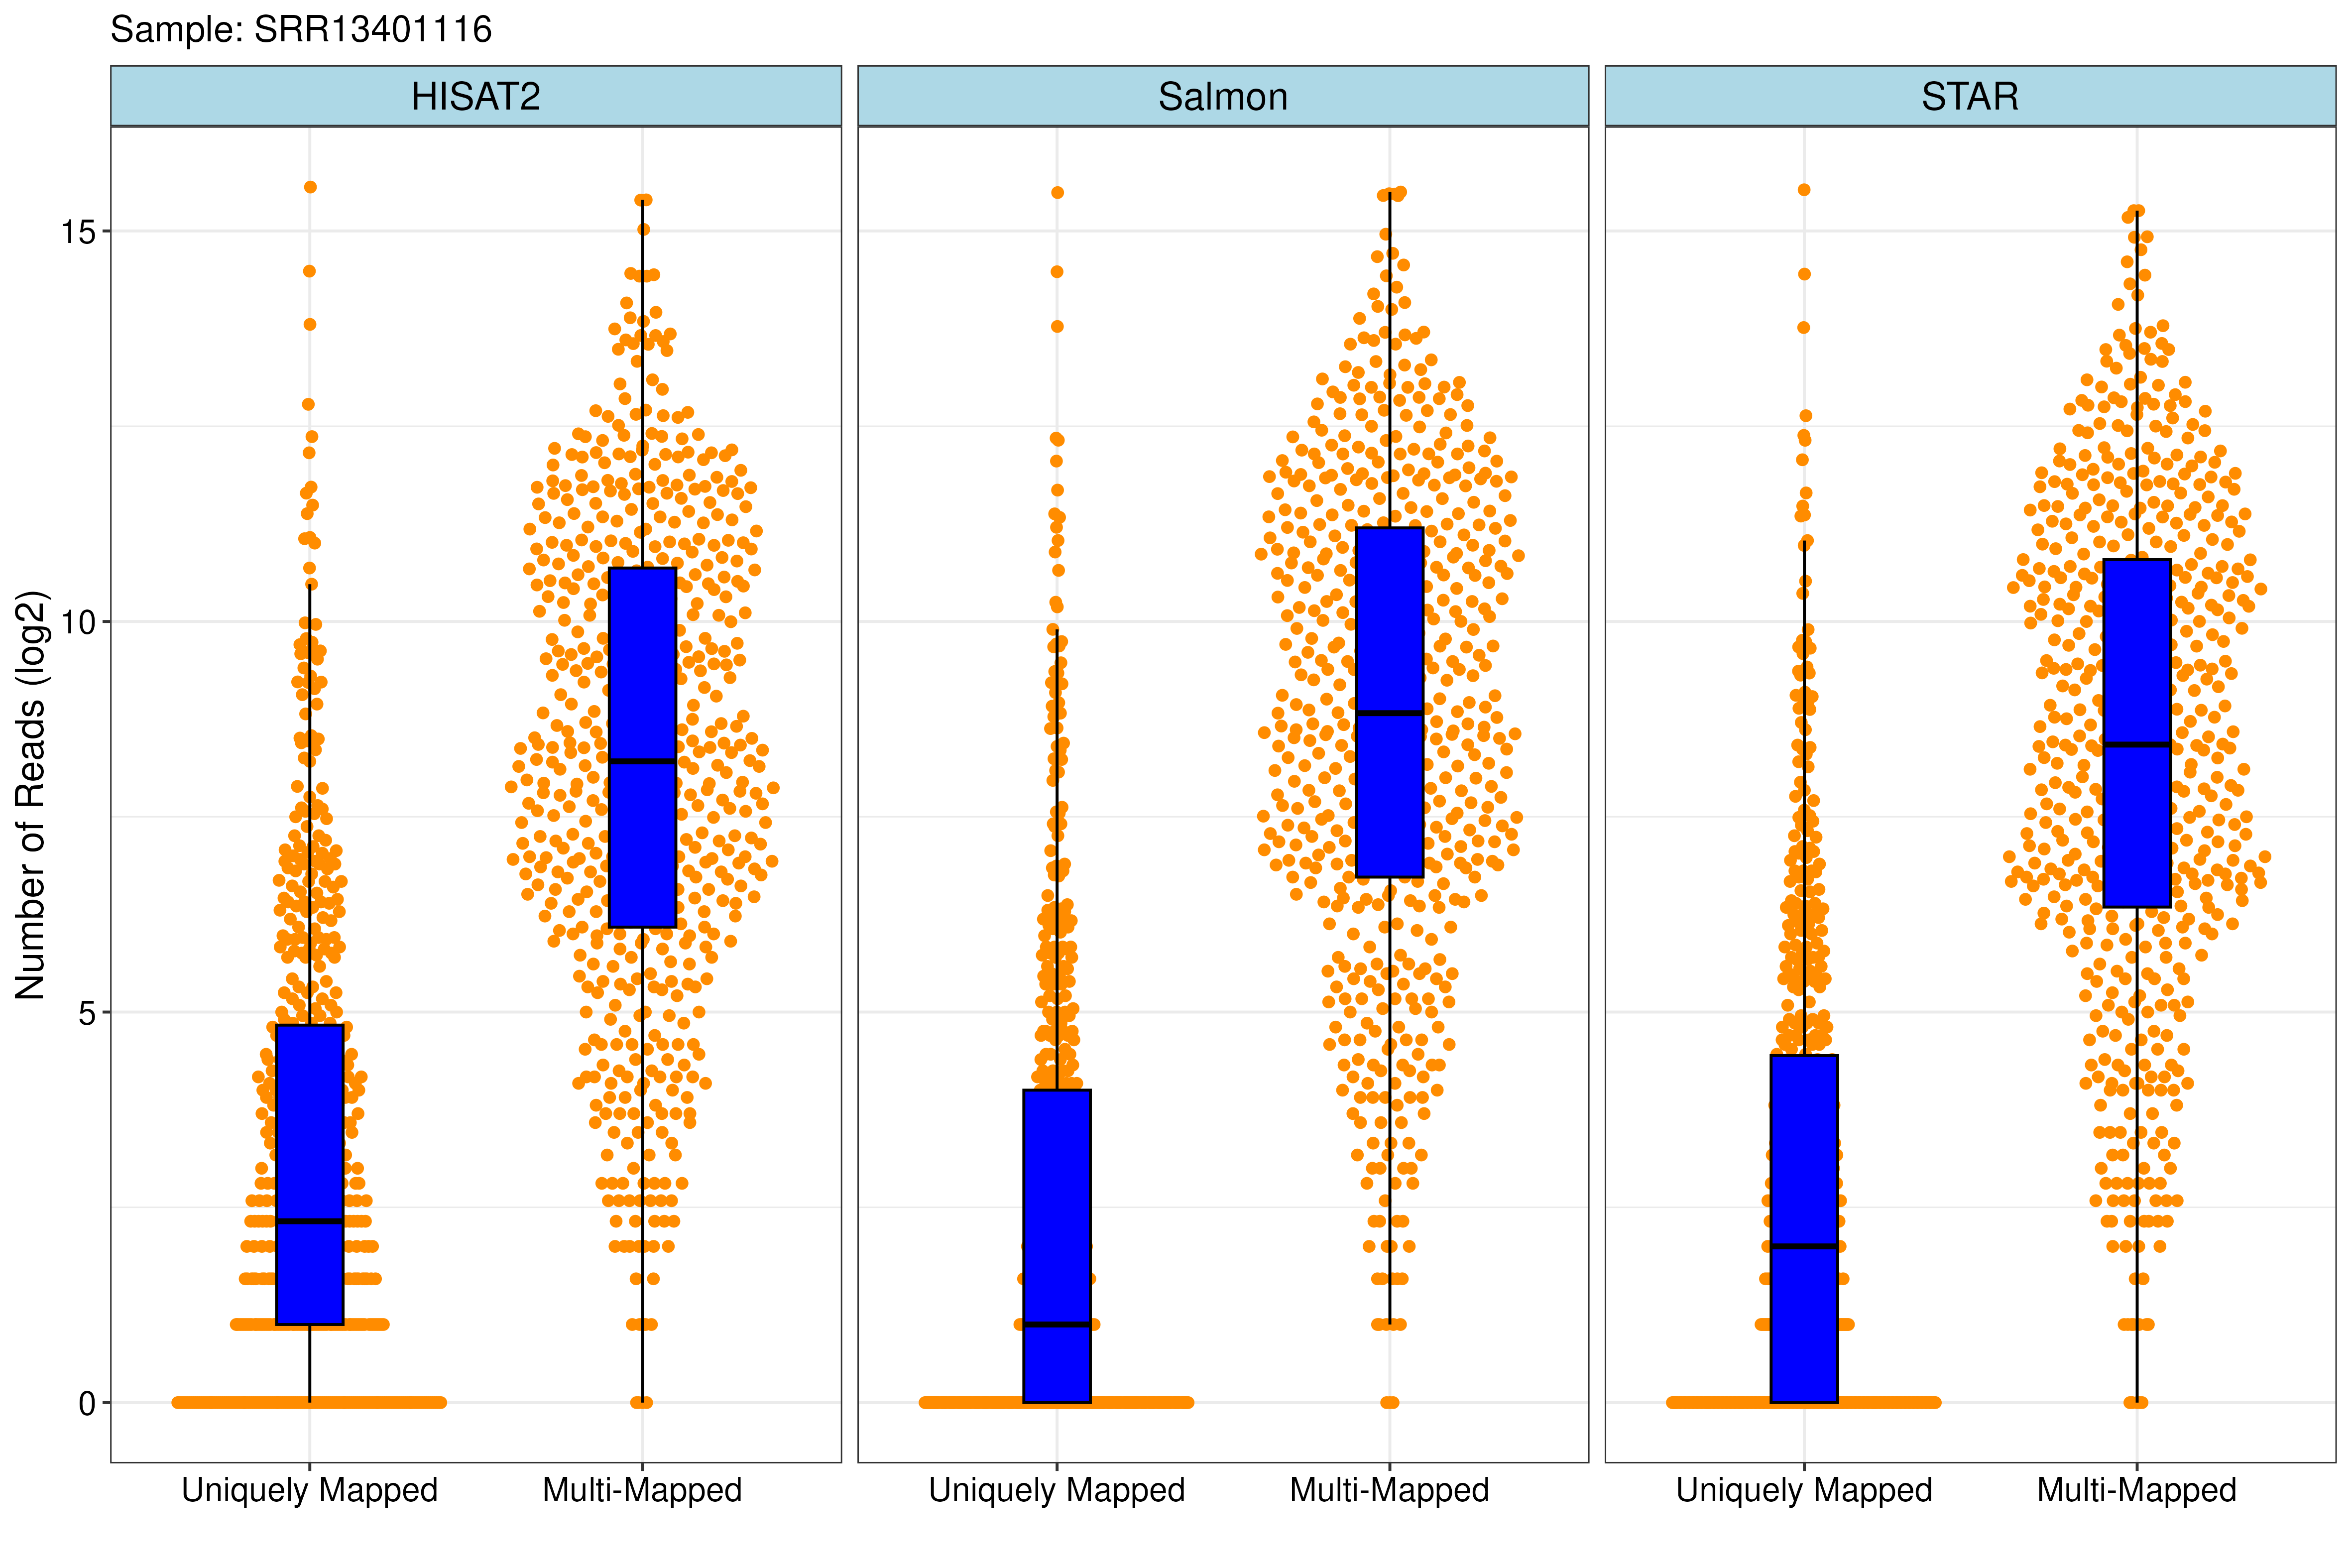 Sample: SRR13401116
HISAT2
Salmon
STAR
Number of Reads (log2)
15
10
5
0
Uniquely Mapped
Multi-Mapped
Uniquely Mapped
Multi-Mapped
Uniquely Mapped
Multi-Mapped